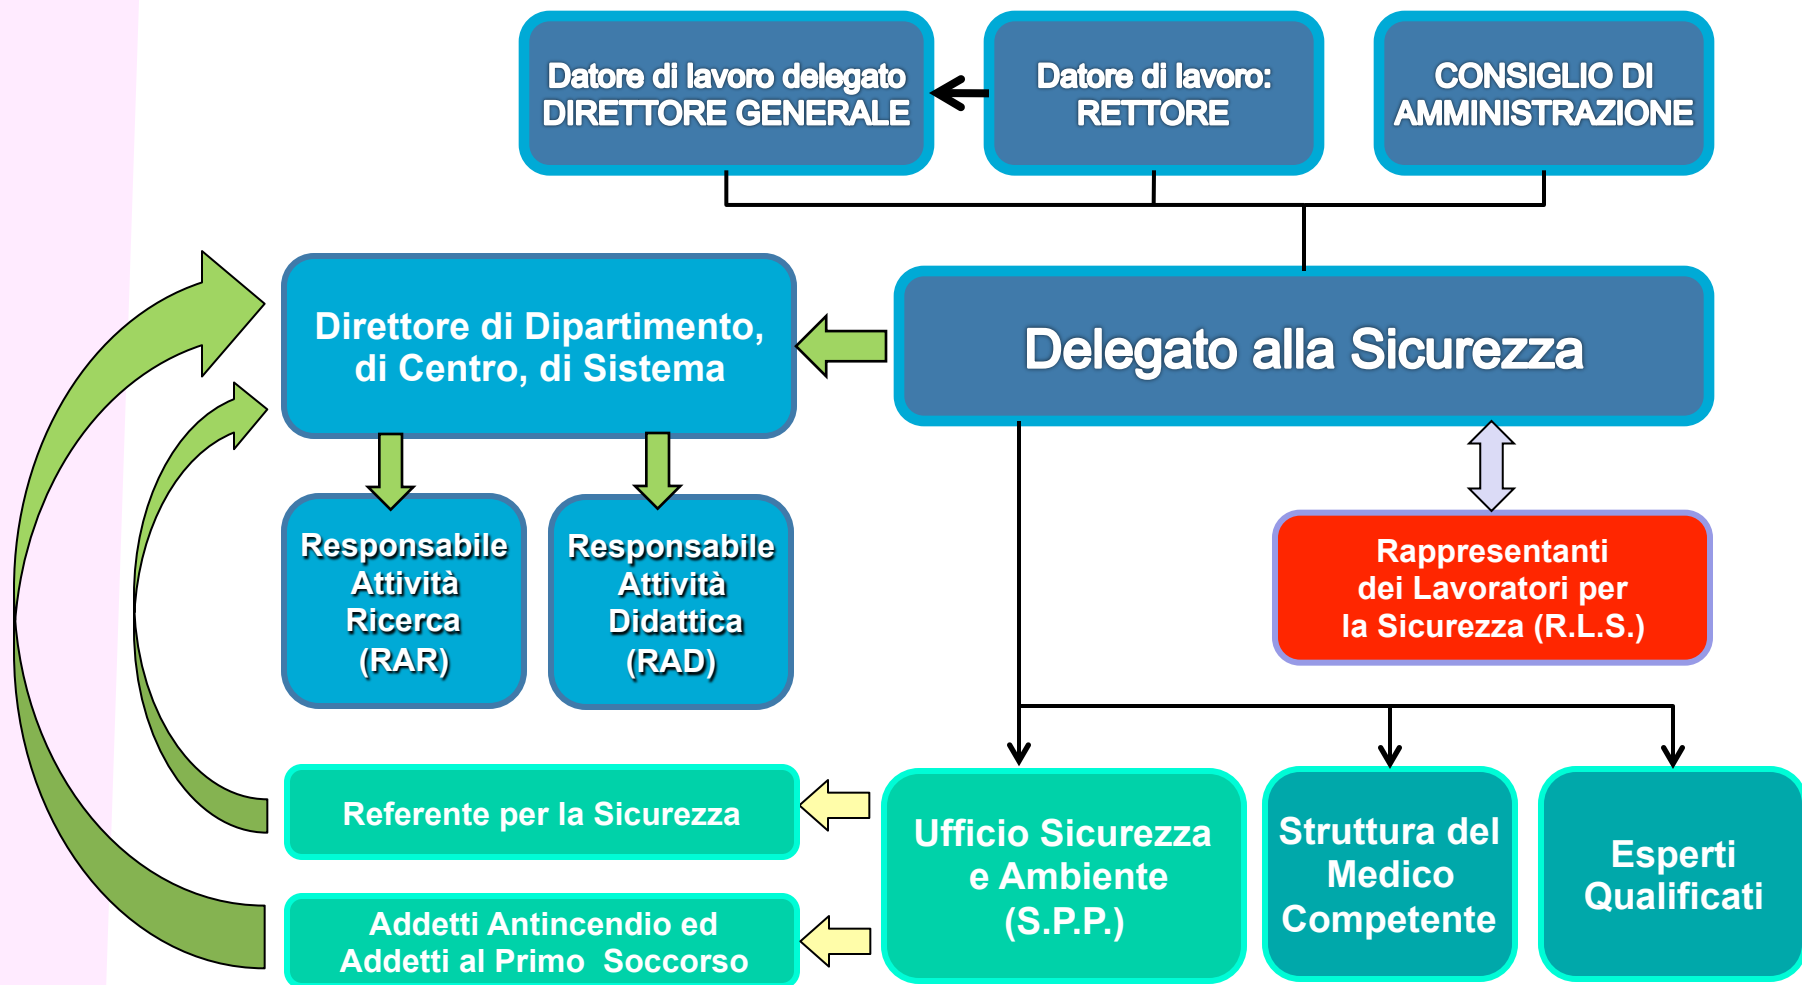 Datore di lavoro delegato
DIRETTORE GENERALE
Datore di lavoro:
RETTORE
CONSIGLIO DI
AMMINISTRAZIONE
Direttore di Dipartimento,
di Centro, di Sistema
Delegato alla Sicurezza
Responsabile
Attività
Ricerca
(RAR)
Responsabile
Attività
Didattica
(RAD)
Rappresentanti
dei Lavoratori per
la Sicurezza (R.L.S.)
Referente per la Sicurezza
Addetti Antincendio ed
Addetti al Primo  Soccorso
Ufficio Sicurezza
e Ambiente
(S.P.P.)
Struttura del
Medico
Competente
Esperti
Qualificati